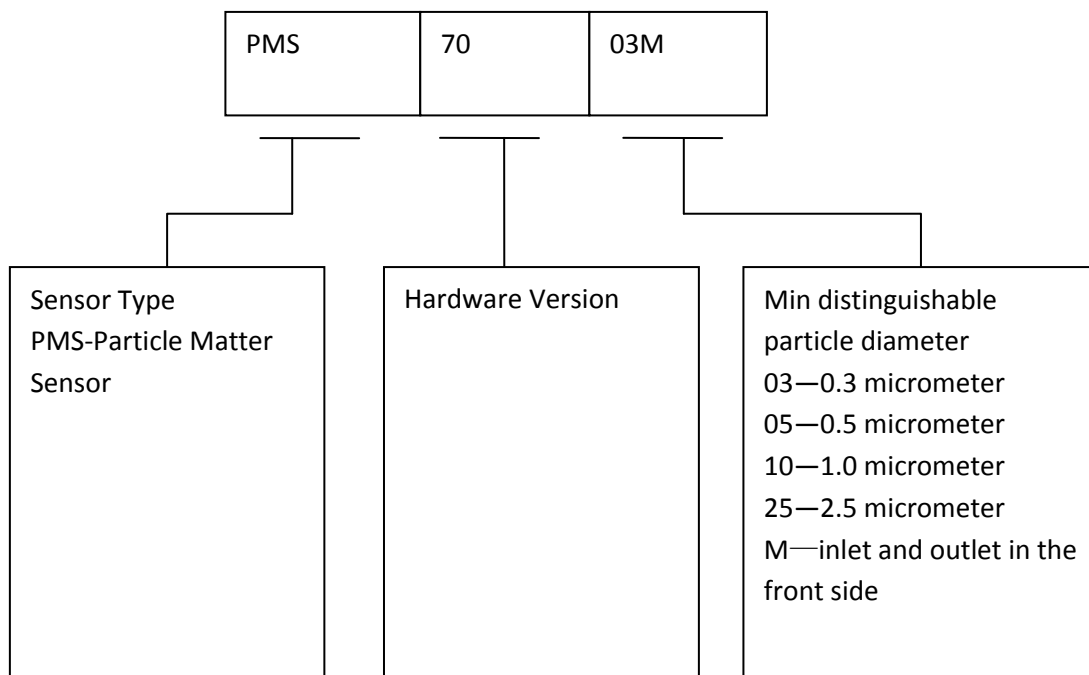 PMS 70 03M
Sensor Type
PMS-Particle Matter
Sensor
Hardware Version
Min distinguishable
particle diameter
03—0.3 micrometer
05—0.5 micrometer
10—1.0 micrometer
25—2.5 micrometer
M—inlet and outlet in the
front side